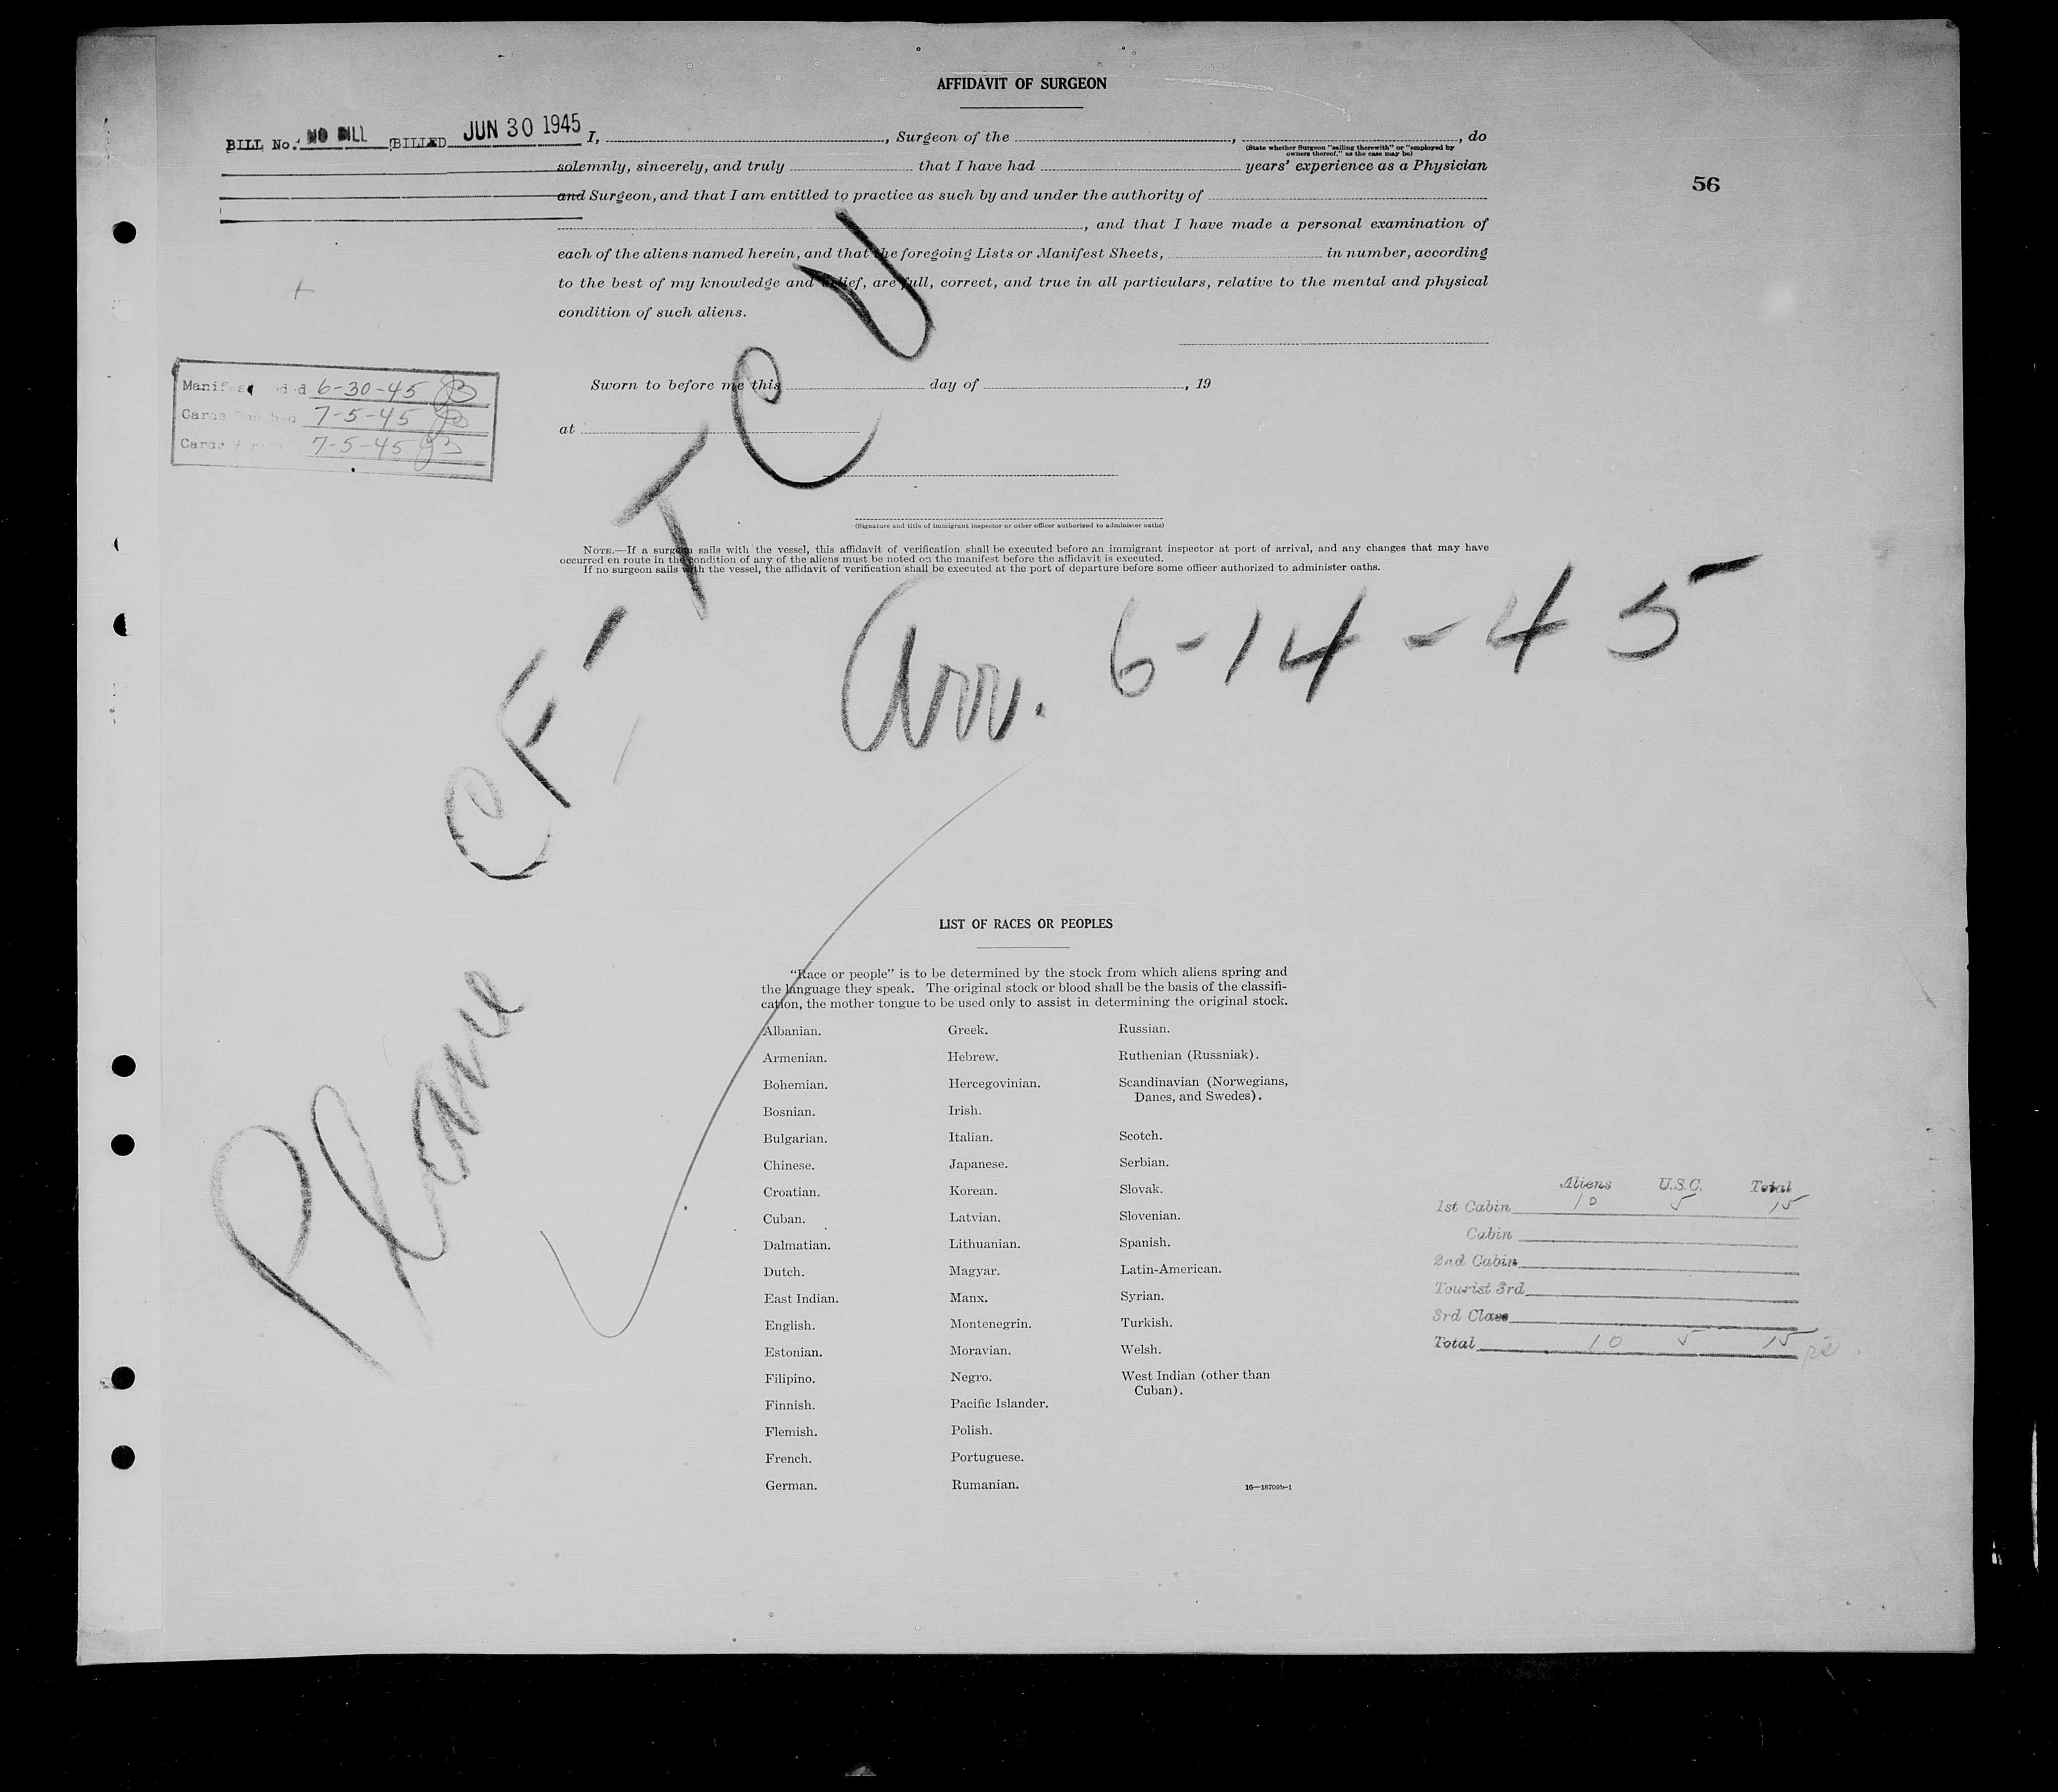 AFFIDAVIT OF SURGEON
BILL No. NO BILL BILLED JUN 30 1945
I, , Surgeon of the , , do
(State whether Surgeon "sailing therewith" or "employed by
owners thereof," as the case may be)
solemnly, sincerely, and truly that I have had years' experience as a Physician
and Surgeon, and that I am entitled to practice as such by and under the authority of
, and that I have made a personal examination of
each of the aliens named herein, and that the foregoing Lists or Manifest Sheets, in number, according
to the best of my knowledge and belief, are full, correct, and true in all particulars, relative to the mental and physical
condition of such aliens.
56
6-30-45
Cards 7-5-45
Cards 7-5-45
Sworn to before me this day of , 19
at
(Signature and title of immigrant inspector or other officer authorized to administer oaths)
NOTE.—If a surgeon sails with the vessel, this affidavit of verification shall be executed before an immigrant inspector at port of arrival, and any changes that may have
occurred en route in the condition of any of the aliens must be noted on the manifest before the affidavit is executed.
If no surgeon sails with the vessel, the affidavit of verification shall be executed at the port of departure before some officer authorized to administer oaths.
Plane CF-TCU
Arr. 6-14-45
LIST OF RACES OR PEOPLES
"Race or people" is to be determined by the stock from which aliens spring and
the language they speak. The original stock or blood shall be the basis of the classifi-
cation, the mother tongue to be used only to assist in determining the original stock.
Albanian.
Armenian.
Bohemian.
Bosnian.
Bulgarian.
Chinese.
Croatian.
Cuban.
Dalmatian.
Dutch.
East Indian.
English.
Estonian.
Filipino.
Finnish.
Flemish.
French.
German.
Greek.
Hebrew.
Hercegovinian.
Irish.
Italian.
Japanese.
Korean.
Latvian.
Lithuanian.
Magyar.
Manx.
Montenegrin.
Moravian.
Negro.
Pacific Islander.
Polish.
Portuguese.
Rumanian.
Russian.
Ruthenian (Russniak).
Scandinavian (Norwegians,
Danes, and Swedes).
Scotch.
Serbian.
Slovak.
Slovenian.
Spanish.
Latin-American.
Syrian.
Turkish.
Welsh.
West Indian (other than
Cuban).
16—18709b-1
Aliens U.S.C. Total
1st Cabin 10 5 15
Cabin
2nd Cabin
Tourist 3rd
3rd Class
Total 10 5 15